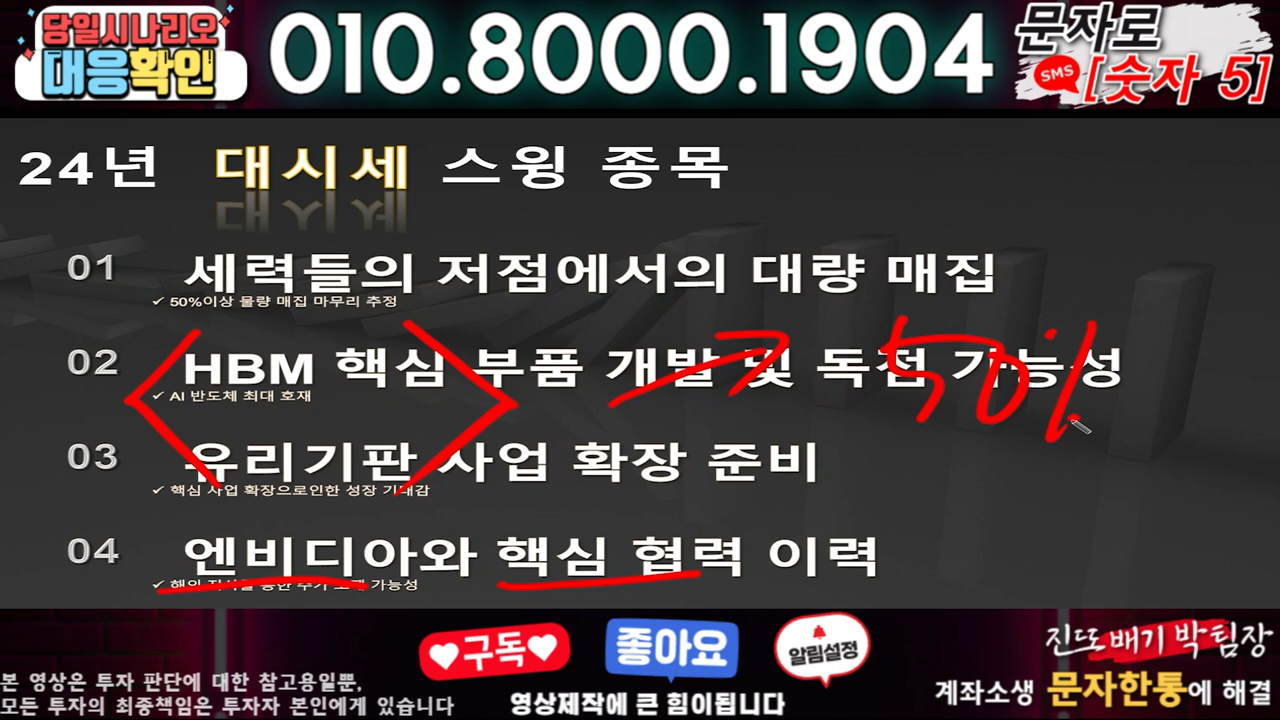 당일시나리오
대응확인
010.8000.1904
문자로
SMS
[숫자 5]
24년 대시세 스윙 종목
01 세력들의 저점에서의 대량 매집
✓ 50%이상 물량 매집 마무리 추정
02 HBM 핵심 부품 개발 및 독점 가능성
✓ AI 반도체 최대 호재
50%
03 유리기판 사업 확장 준비
✓ 핵심 사업 확장으로인한 성장 기대감
04 엔비디아와 핵심 협력 이력
✓ 통한 추가 가능성
구독
좋아요
알림설정
영상제작에 큰 힘이됩니다
본 영상은 투자 판단에 대한 참고용일뿐,
모든 투자의 최종책임은 투자자 본인에게 있습니다
진또배기 박팀장
계좌소생 문자한통에 해결